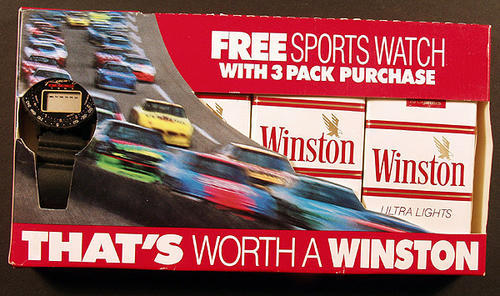 FREE SPORTS WATCH
WITH 3 PACK PURCHASE
Winston
Winston
ULTRA LIGHTS
THAT'S WORTH A WINSTON